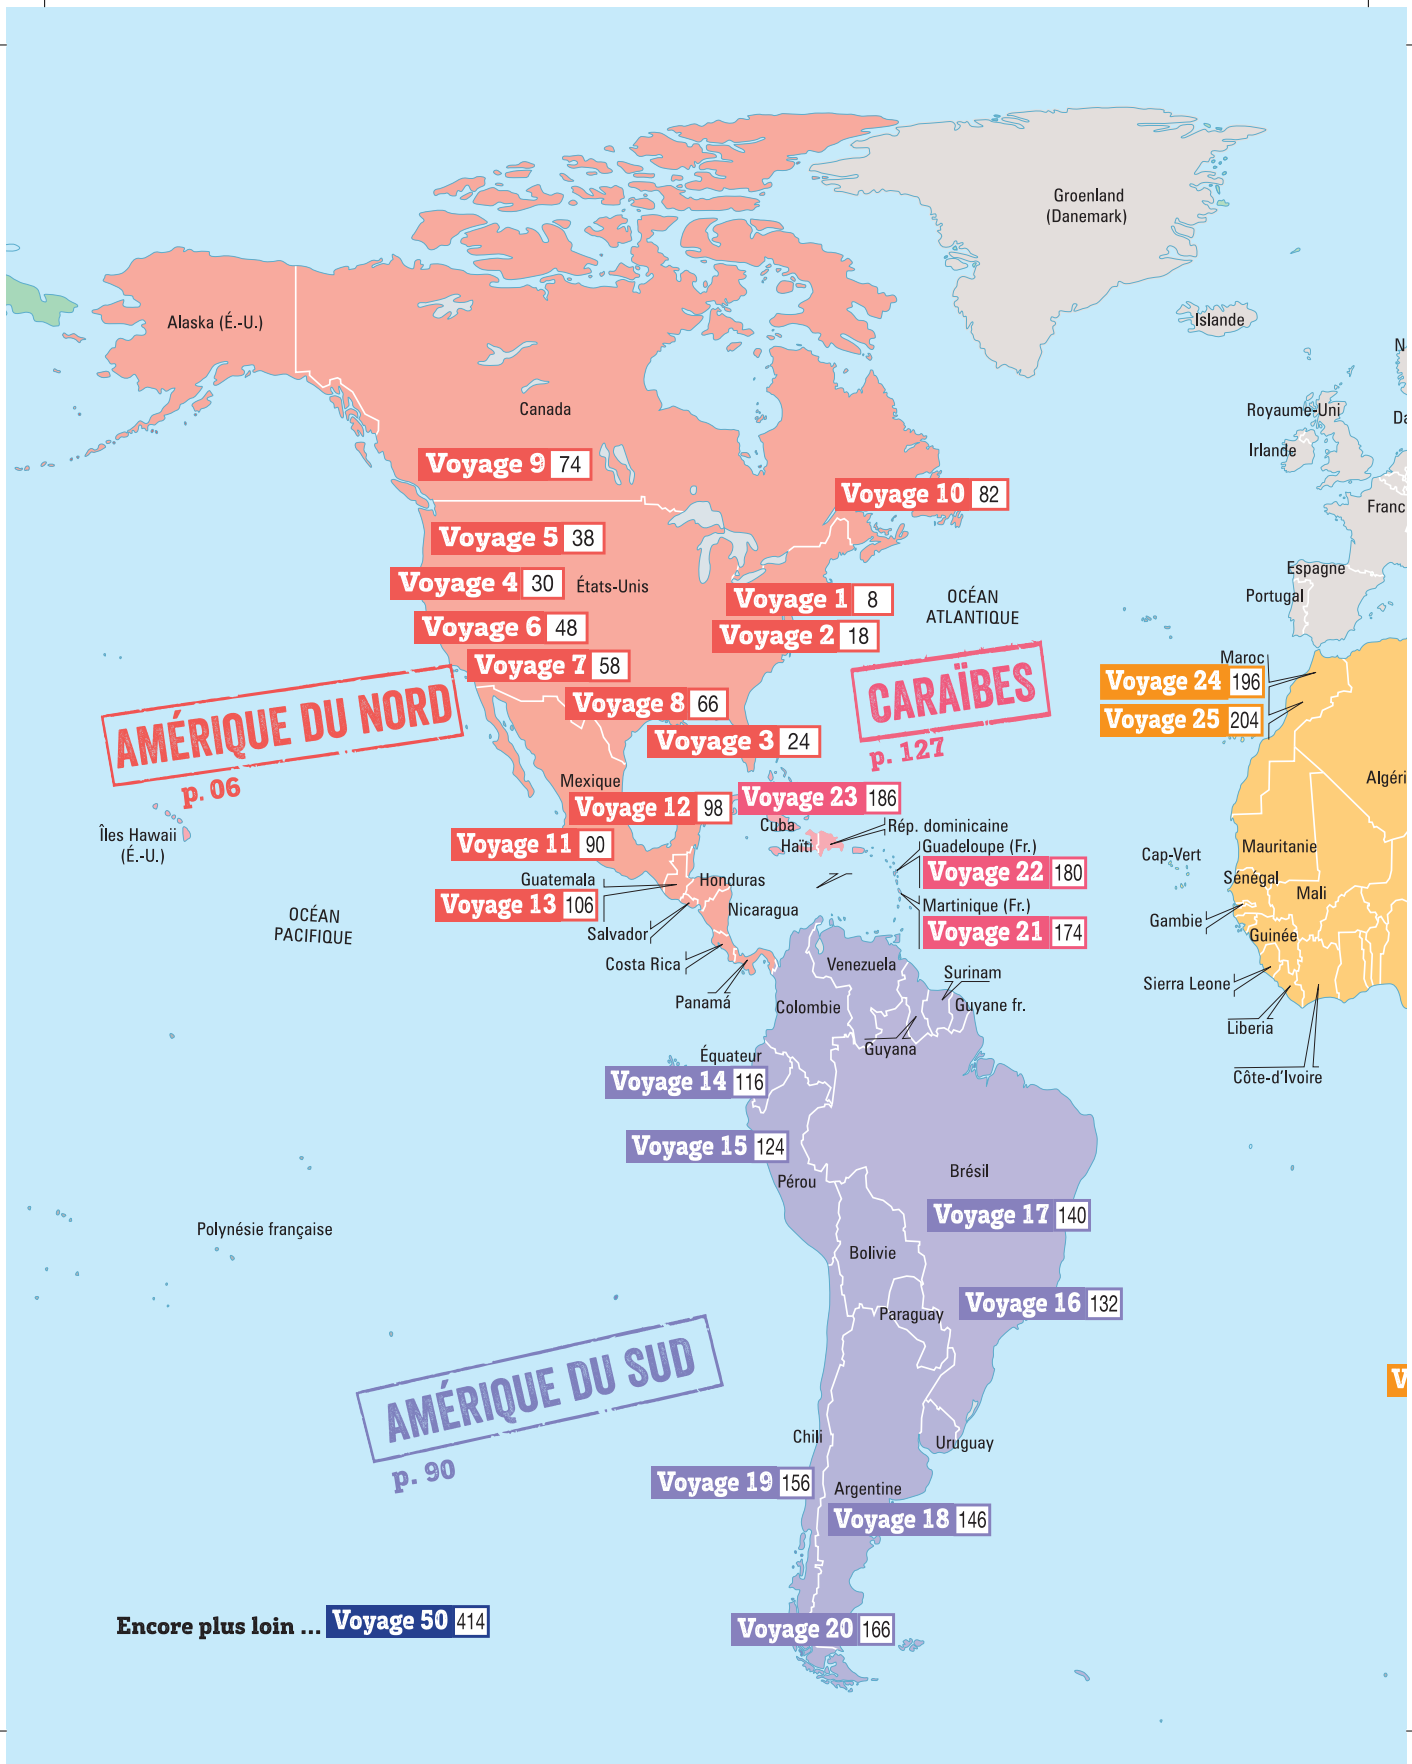 Groenland
(Danemark)
Alaska (É.-U.)
Islande
Canada
Royaume-Uni
Irlande
Voyage 9 74
Voyage 10 82
Franc
Voyage 5 38
Voyage 4 30
États-Unis
Voyage 1 8
OCÉAN
ATLANTIQUE
Espagne
Portugal
Voyage 6 48
Voyage 2 18
Voyage 7 58
Maroc
Voyage 24 196
Voyage 25 204
CARAÏBES
p. 127
Voyage 8 66
AMÉRIQUE DU NORD
p. 06
Voyage 3 24
Mexique
Algéri
Voyage 12 98
Voyage 23 186
Cuba
Haïti
Rép. dominicaine
Îles Hawaii
(É.-U.)
Voyage 11 90
Guadeloupe (Fr.)
Voyage 22 180
Mauritanie
Cap-Vert
Sénégal
Mali
Guatemala
Honduras
Voyage 13 106
Nicaragua
Martinique (Fr.)
Voyage 21 174
OCÉAN
PACIFIQUE
Salvador
Gambie
Guinée
Costa Rica
Venezuela
Surinam
Sierra Leone
Panamá
Colombie
Guyane fr.
Liberia
Guyana
Équateur
Voyage 14 116
Côte-d'Ivoire
Voyage 15 124
Pérou
Brésil
Voyage 17 140
Polynésie française
Bolivie
Voyage 16 132
Paraguay
AMÉRIQUE DU SUD
p. 90
V
Chili
Uruguay
Voyage 19 156
Argentine
Voyage 18 146
Encore plus loin ... Voyage 50 414
Voyage 20 166